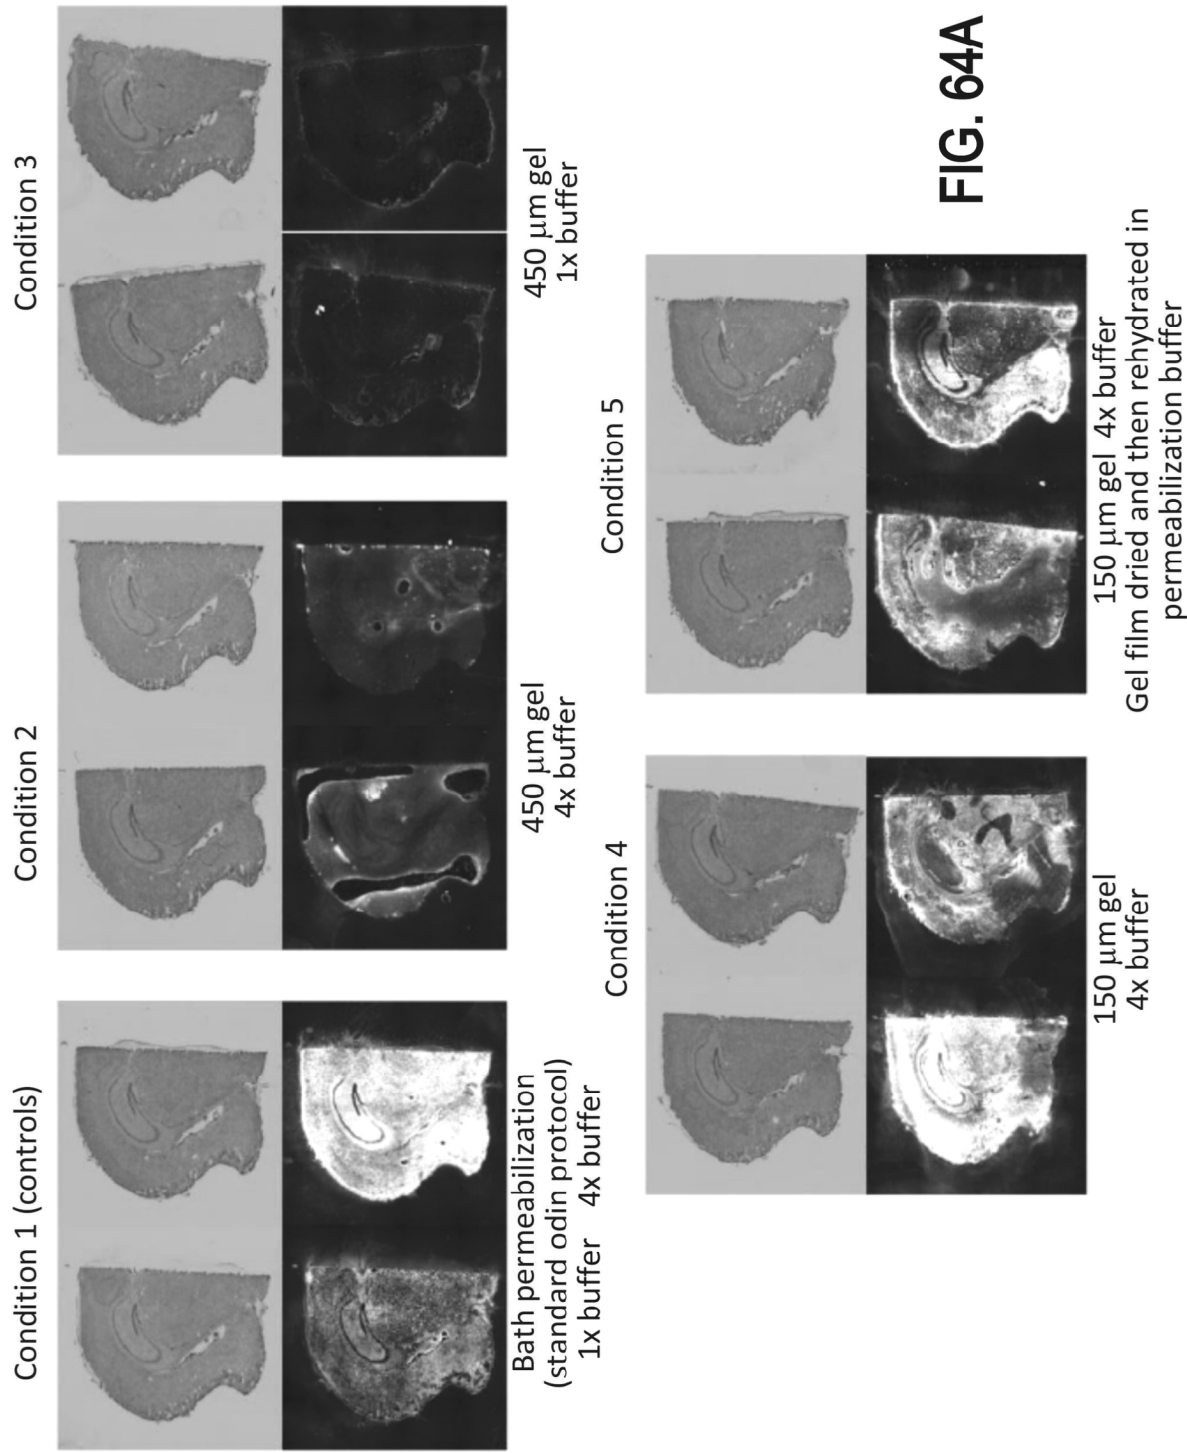 Condition 1 (controls)
Bath permeabilization
(standard odin protocol)
1x buffer 4x buffer
Condition 2
450 μm gel
4x buffer
Condition 3
450 μm gel
1x buffer
Condition 4
150 μm gel
4x buffer
Condition 5
150 μm gel 4x buffer
Gel film dried and then rehydrated in
permeabilization buffer
FIG. 64A